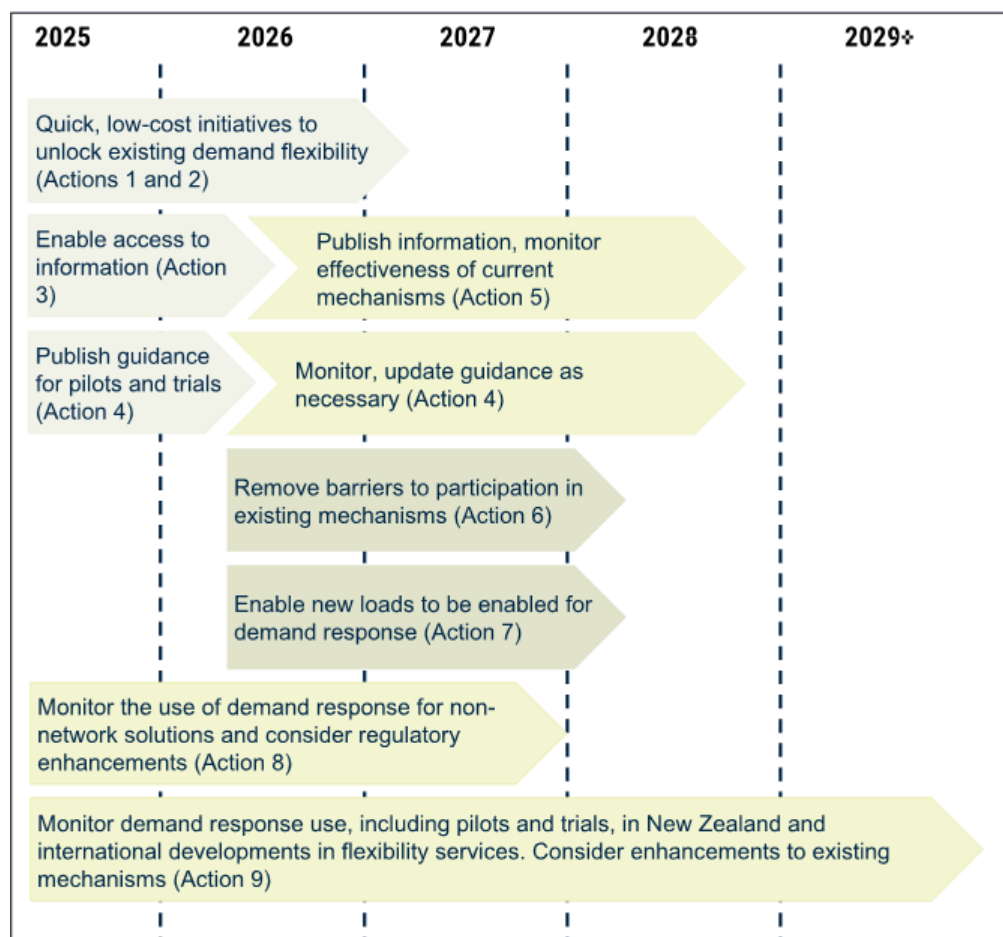 2025 2026 2027 2028 2029+
Quick, low-cost initiatives to
unlock existing demand flexibility
(Actions 1 and 2)
Enable access to
information (Action
3)
Publish information, monitor
effectiveness of current
mechanisms (Action 5)
Publish guidance
for pilots and trials
(Action 4)
Monitor, update guidance as
necessary (Action 4)
Remove barriers to participation in
existing mechanisms (Action 6)
Enable new loads to be enabled for
demand response (Action 7)
Monitor the use of demand response for non-
network solutions and consider regulatory
enhancements (Action 8)
Monitor demand response use, including pilots and trials, in New Zealand and
international developments in flexibility services. Consider enhancements to existing
mechanisms (Action 9)